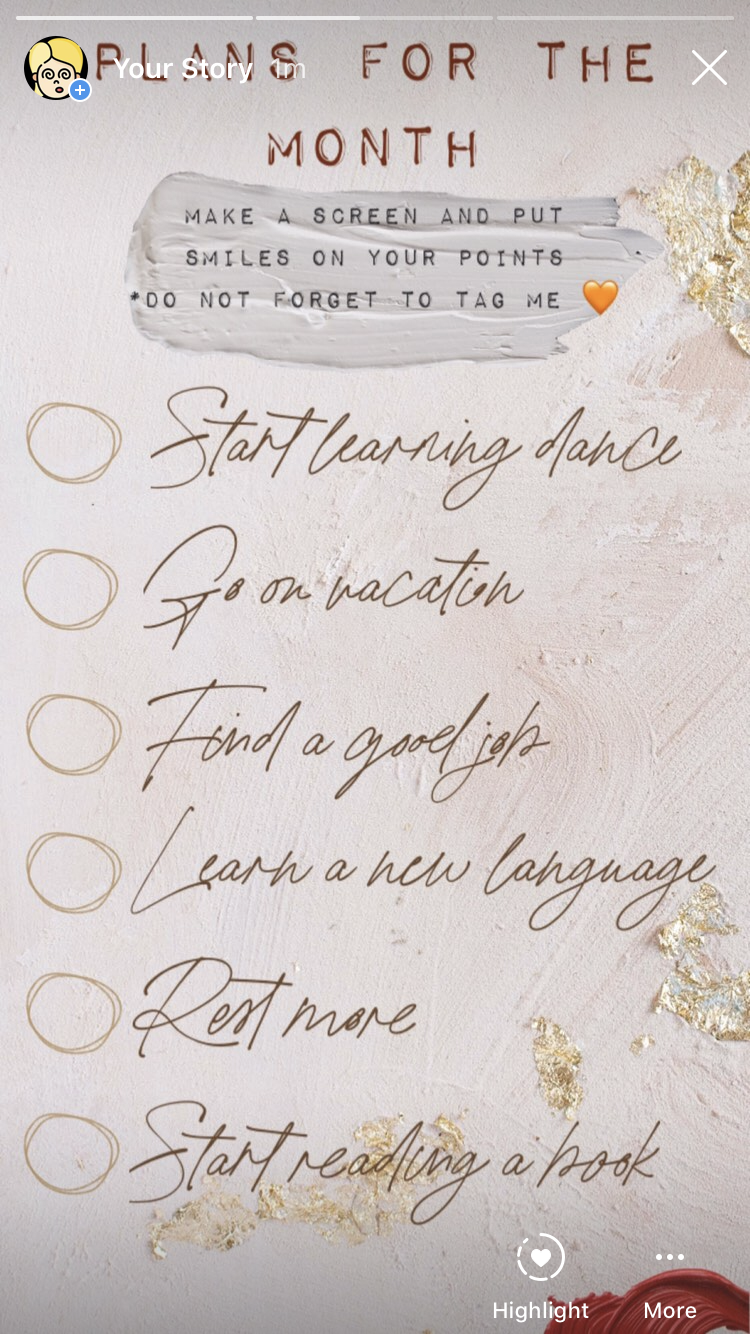 PLANS FOR THE
Your Story 1m
MONTH
MAKE A SCREEN AND PUT
SMILES ON YOUR POINTS
*DO NOT FORGET TO TAG ME 🧡
Start learning dance
Go on vacation
Find a good job
Learn a new language
Rest more
Start reading a book
Highlight More